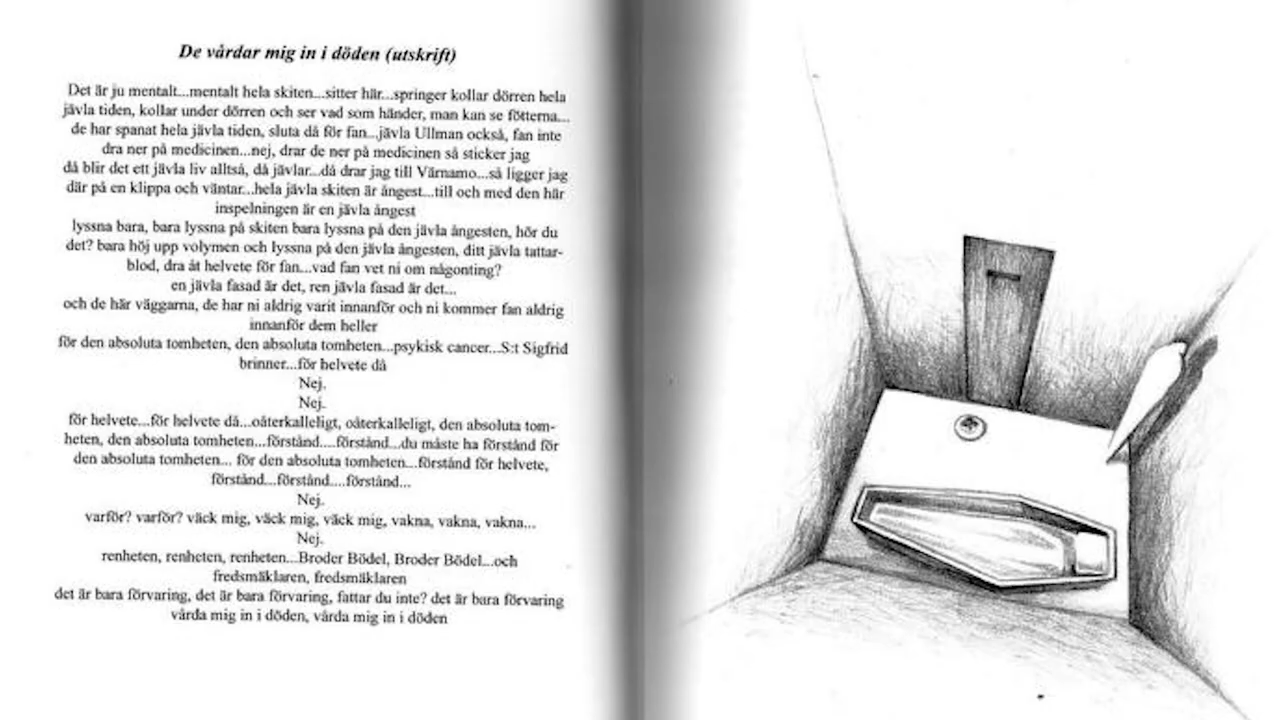 De vårdar mig in i döden (utskrift)
Det är ju mentalt...mentalt hela skiten...sitter här...springer kollar dörren hela
jävla tiden, kollar under dörren och ser vad som händer, man kan se fötterna...
de har spanat hela jävla tiden, sluta då för fan...jävla Ullman också, fan inte
dra ner på medicinen...nej, drar de ner på medicinen så sticker jag
då blir det ett jävla liv alltså, då jävlar...då drar jag till Värnamo...så ligger jag
där på en klippa och väntar...hela jävla skiten är ångest...till och med den här
inspelningen är en jävla ångest
lyssna bara, bara lyssna på skiten bara lyssna på den jävla ångesten, hör du
det? bara höj upp volymen och lyssna på den jävla ångesten, ditt jävla tattar-
blod, dra åt helvete för fan...vad fan vet ni om någonting?
en jävla fasad är det, ren jävla fasad är det...
och de här väggarna, de har ni aldrig varit innanför och ni kommer fan aldrig
innanför dem heller
för den absoluta tomheten, den absoluta tomheten...psykisk cancer...S:t Sigfrid
brinner...för helvete då
Nej.
Nej.
för helvete...för helvete då...oåterkalleligt, oåterkalleligt, den absoluta tom-
heten, den absoluta tomheten...förstånd....förstånd...du måste ha förstånd för
den absoluta tomheten... för den absoluta tomheten...förstånd för helvete,
förstånd...förstånd....förstånd...
Nej.
varför? varför? väck mig, väck mig, väck mig, vakna, vakna, vakna...
Nej.
renheten, renheten, renheten...Broder Bödel, Broder Bödel...och
fredsmäklaren, fredsmäklaren
det är bara förvaring, det är bara förvaring, fattar du inte? det är bara förvaring
vårda mig in i döden, vårda mig in i döden